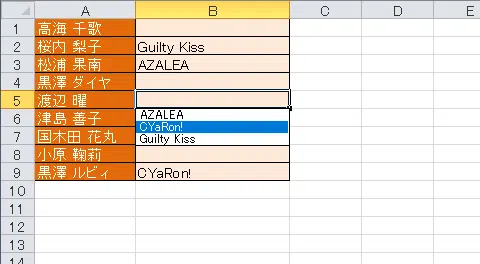 A B C D E
1 高海 千歌
2 桜内 梨子 Guilty Kiss
3 松浦 果南 AZALEA
4 黒澤 ダイヤ
5 渡辺 曜
6 津島 善子 AZALEA
CYaRon!
7 国木田 花丸 Guilty Kiss
8 小原 鞠莉
9 黒澤 ルビィ CYaRon!
10
11
12
13
14